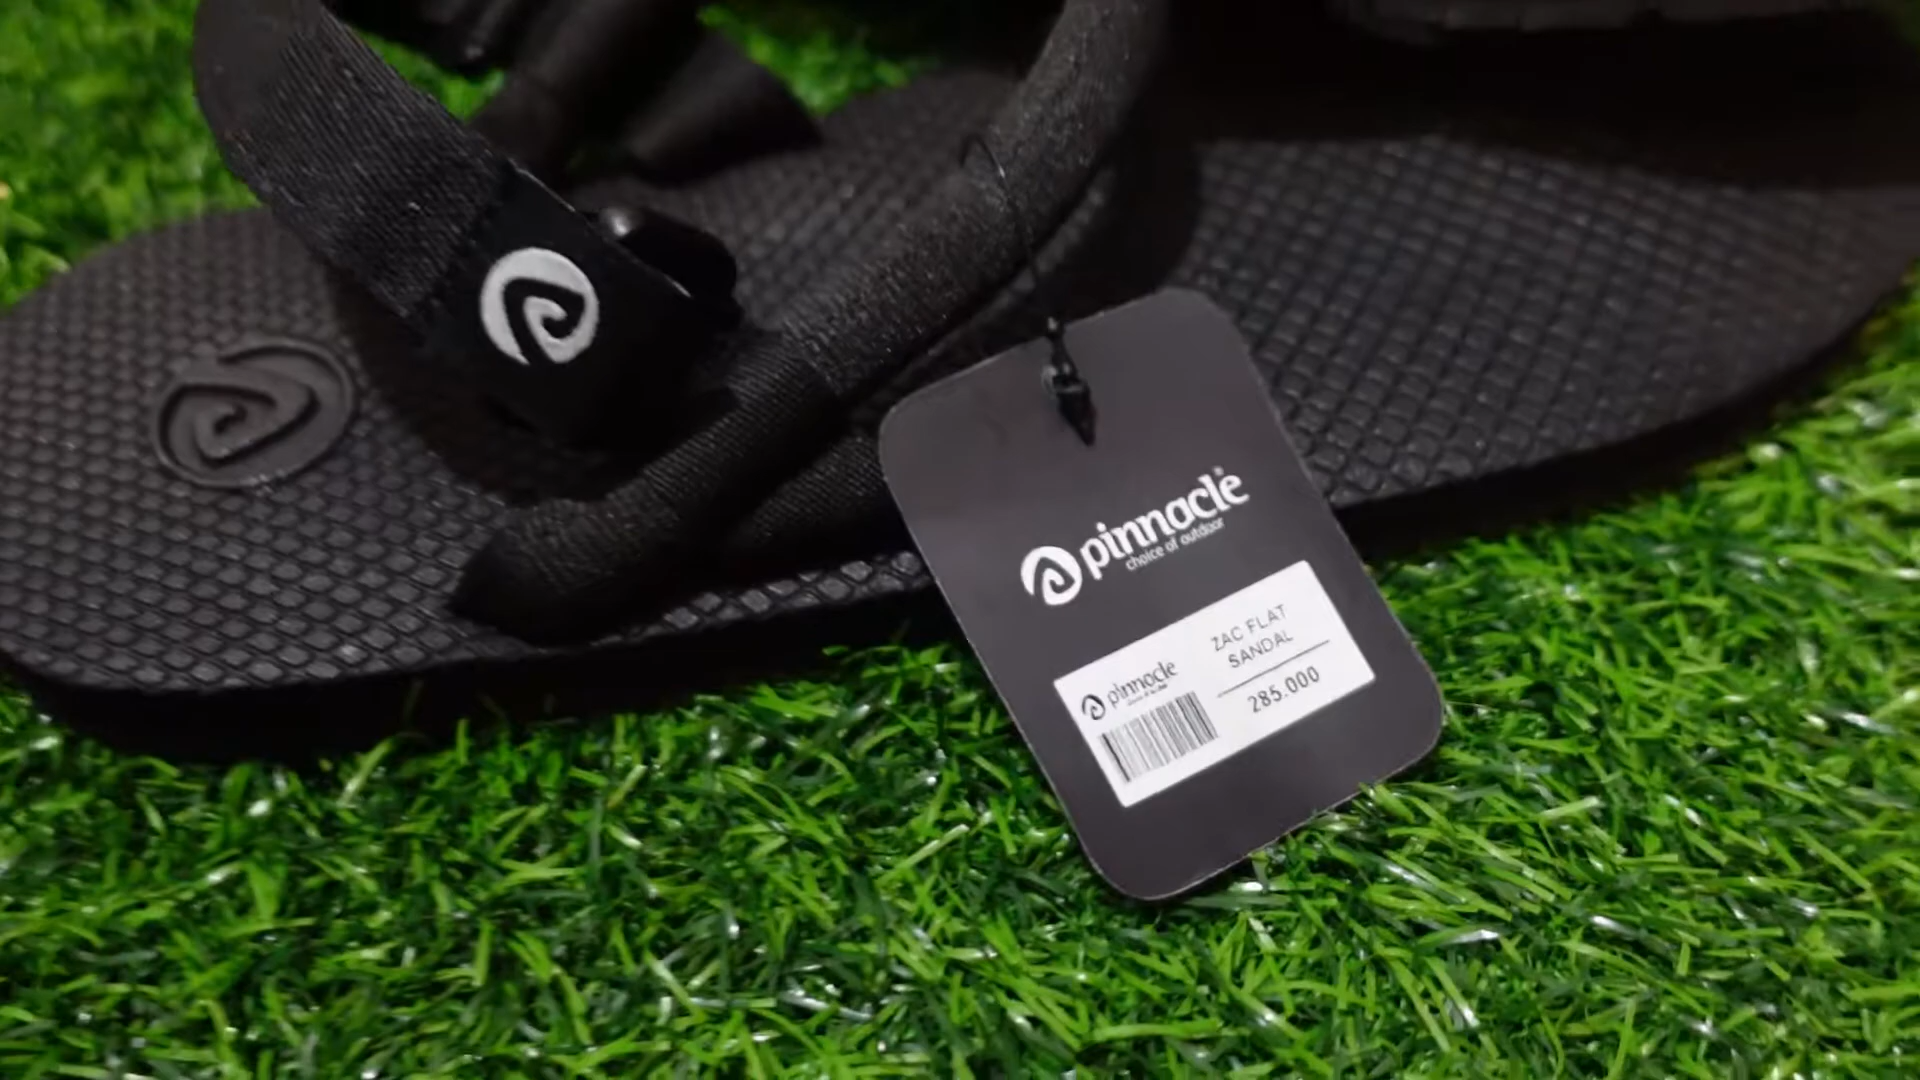 pinnacle
choice of outdoor
pinnacle
ZAC FLAT
SANDAL
285.000